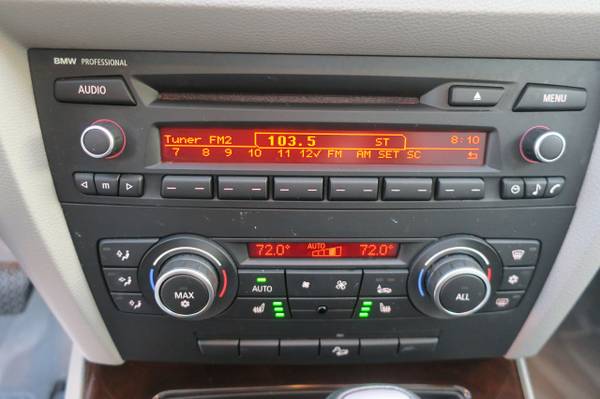 BMW PROFESSIONAL
AUDIO
MENU
Tuner FM2 103.5 ST 8:10
7 8 9 10 11 12✓ FM AM SET SC
m
72.0° AUTO 72.0°
AUTO
MAX
ALL